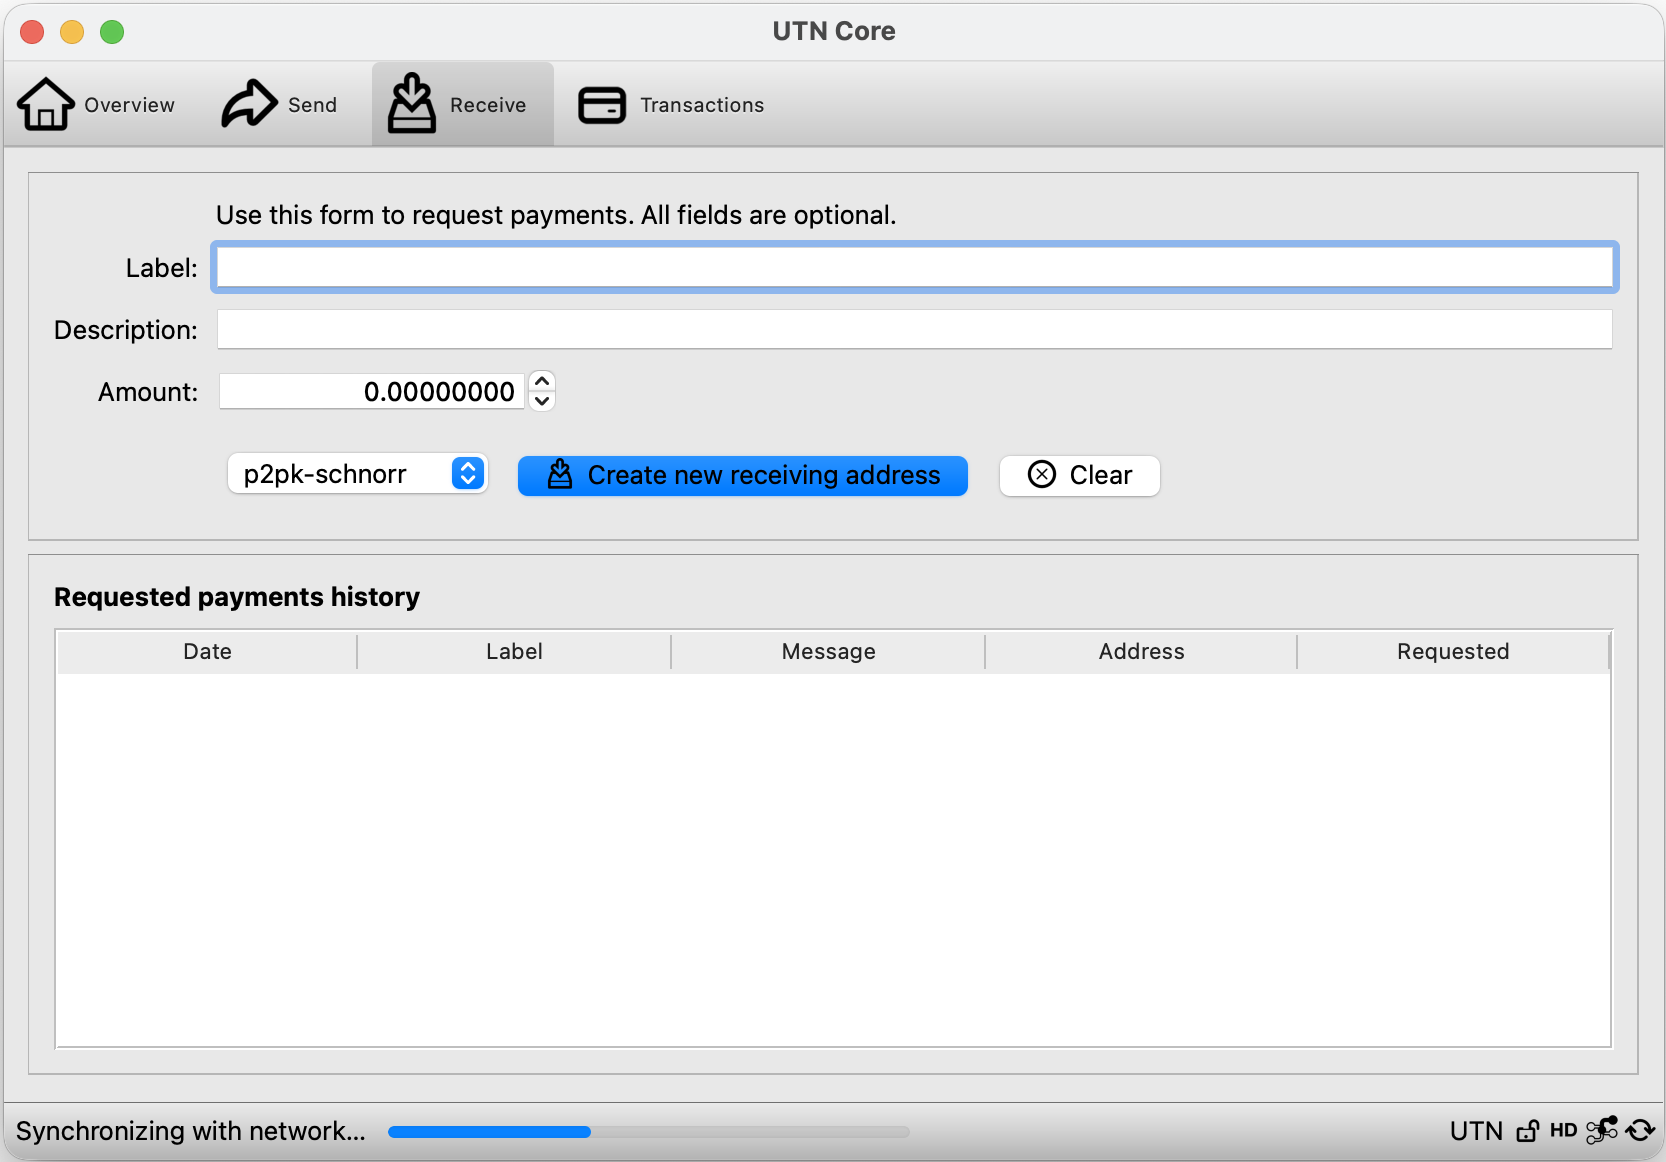 UTN Core
Overview Send Receive Transactions
Use this form to request payments. All fields are optional.
Label:
Description:
Amount: 0.00000000
p2pk-schnorr Create new receiving address Clear
Requested payments history
Date Label Message Address Requested
Synchronizing with network... UTN HD